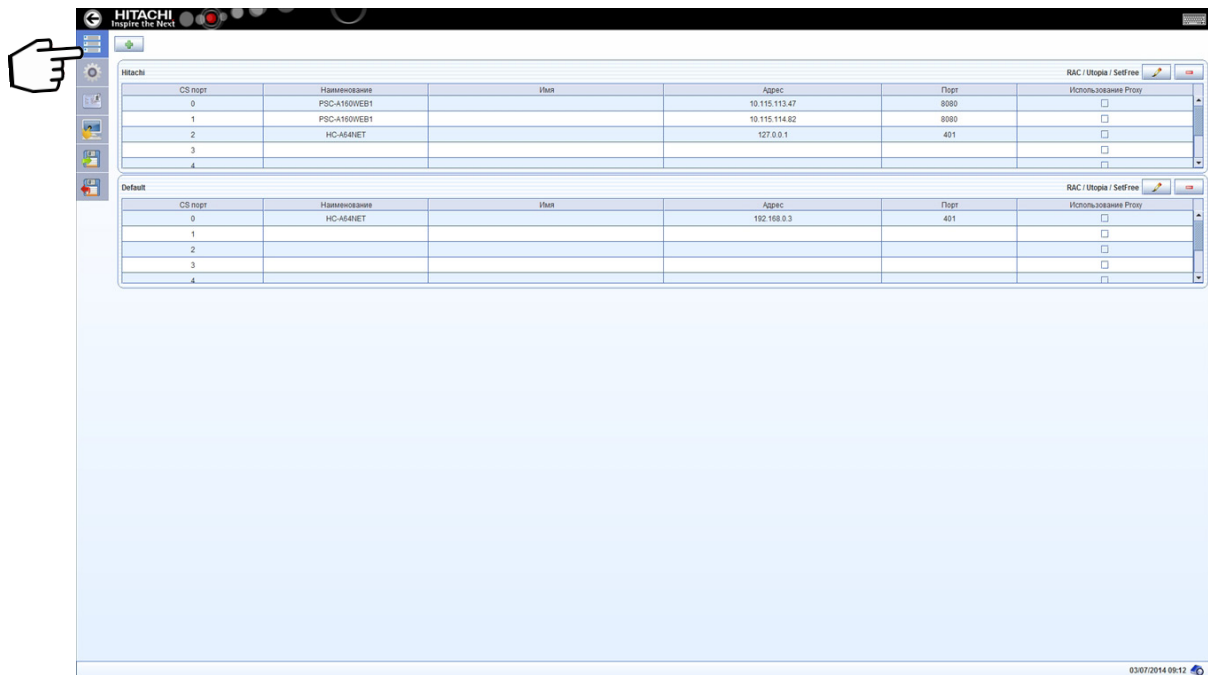 HITACHI
Inspire the Next
Hitachi RAC / Utopia / SetFree
CS порт Наименование Имя Адрес Порт Использование Proxy
0 PSC-A160WEB1 10.115.113.47 8080
1 PSC-A160WEB1 10.115.114.82 8080
2 HC-A64NET 127.0.0.1 401
3
4
Default RAC / Utopia / SetFree
CS порт Наименование Имя Адрес Порт Использование Proxy
0 HC-A64NET 192.168.0.3 401
1
2
3
4
03/07/2014 09:12